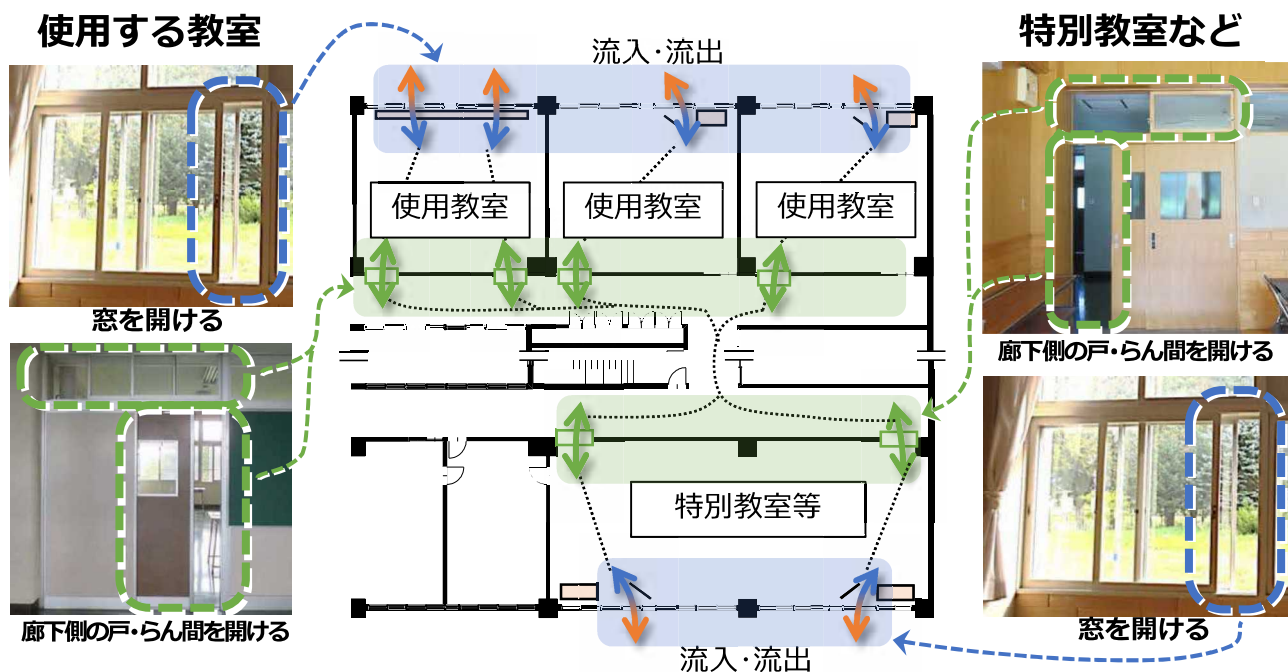 使用する教室
窓を開ける
廊下側の戸・らん間を開ける
流入・流出
使用教室
使用教室
使用教室
特別教室等
流入・流出
特別教室など
廊下側の戸・らん間を開ける
窓を開ける